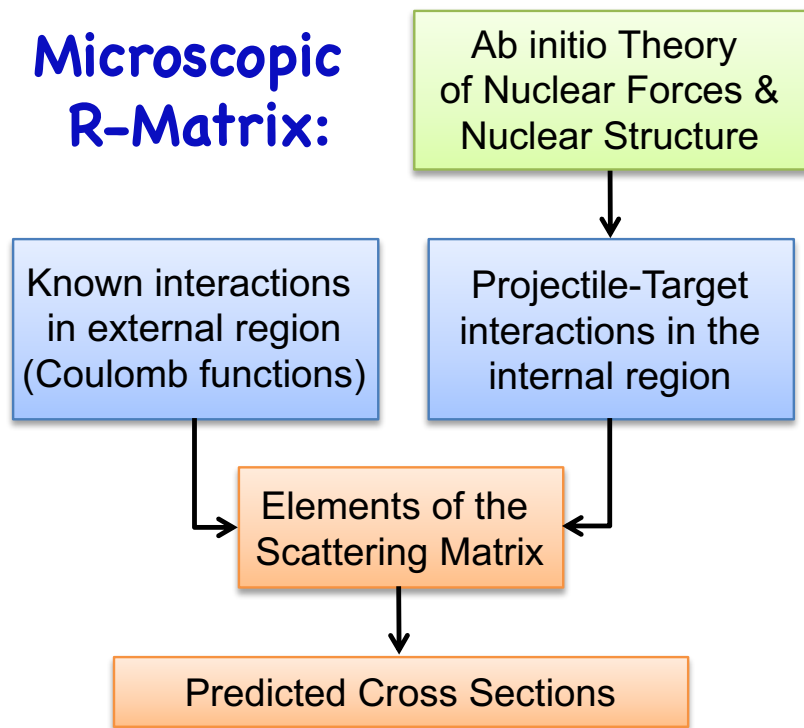 Microscopic
R-Matrix:
Ab initio Theory
of Nuclear Forces &
Nuclear Structure
Known interactions
in external region
(Coulomb functions)
Projectile-Target
interactions in the
internal region
Elements of the
Scattering Matrix
Predicted Cross Sections